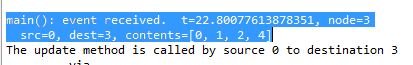 main(): event received.  t=22.80077613878351, node=3
  src=0, dest=3, contents=[0, 1, 2, 4]
The update method is called by source 0 to destination 3
via